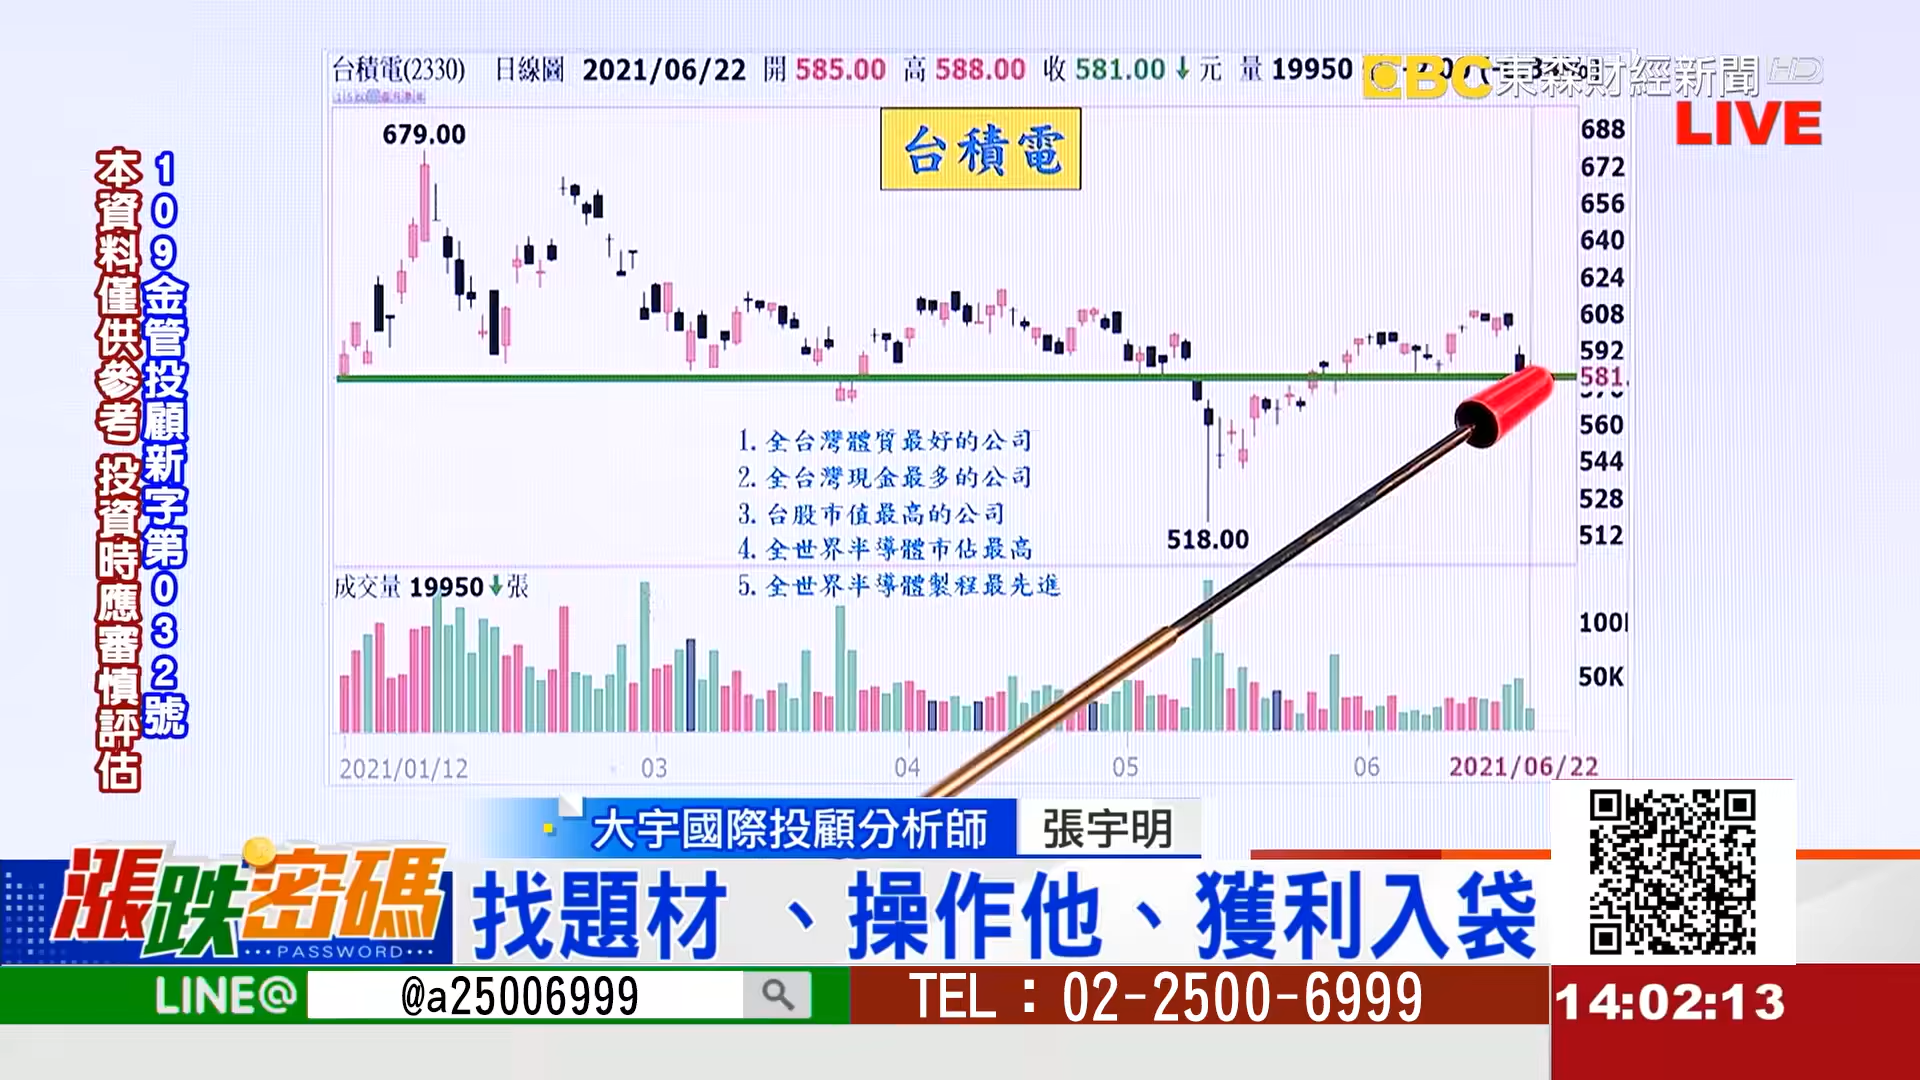 台積電(2330) 日線圖 2021/06/22 開 585.00 高 588.00 收 581.00↓元 量 19950
EBC 東森財經新聞 HD
LIVE
台積電
679.00
518.00
688
672
656
640
624
608
592
581.
560
544
528
512
1. 全台灣體質最好的公司
2. 全台灣現金最多的公司
3. 台股市值最高的公司
4. 全世界半導體市佔最高
5. 全世界半導體製程最先進
成交量 19950↓張
50K
2021/01/12 03 04 05 06 2021/06/22
109金管投顧新字第032號
本資料僅供參考 投資時應審慎評估
大宇國際投顧分析師 張宇明
漲跌密碼
PASSWORD
找題材、操作他、獲利入袋
LINE@ @a25006999
TEL：02-2500-6999
14:02:13